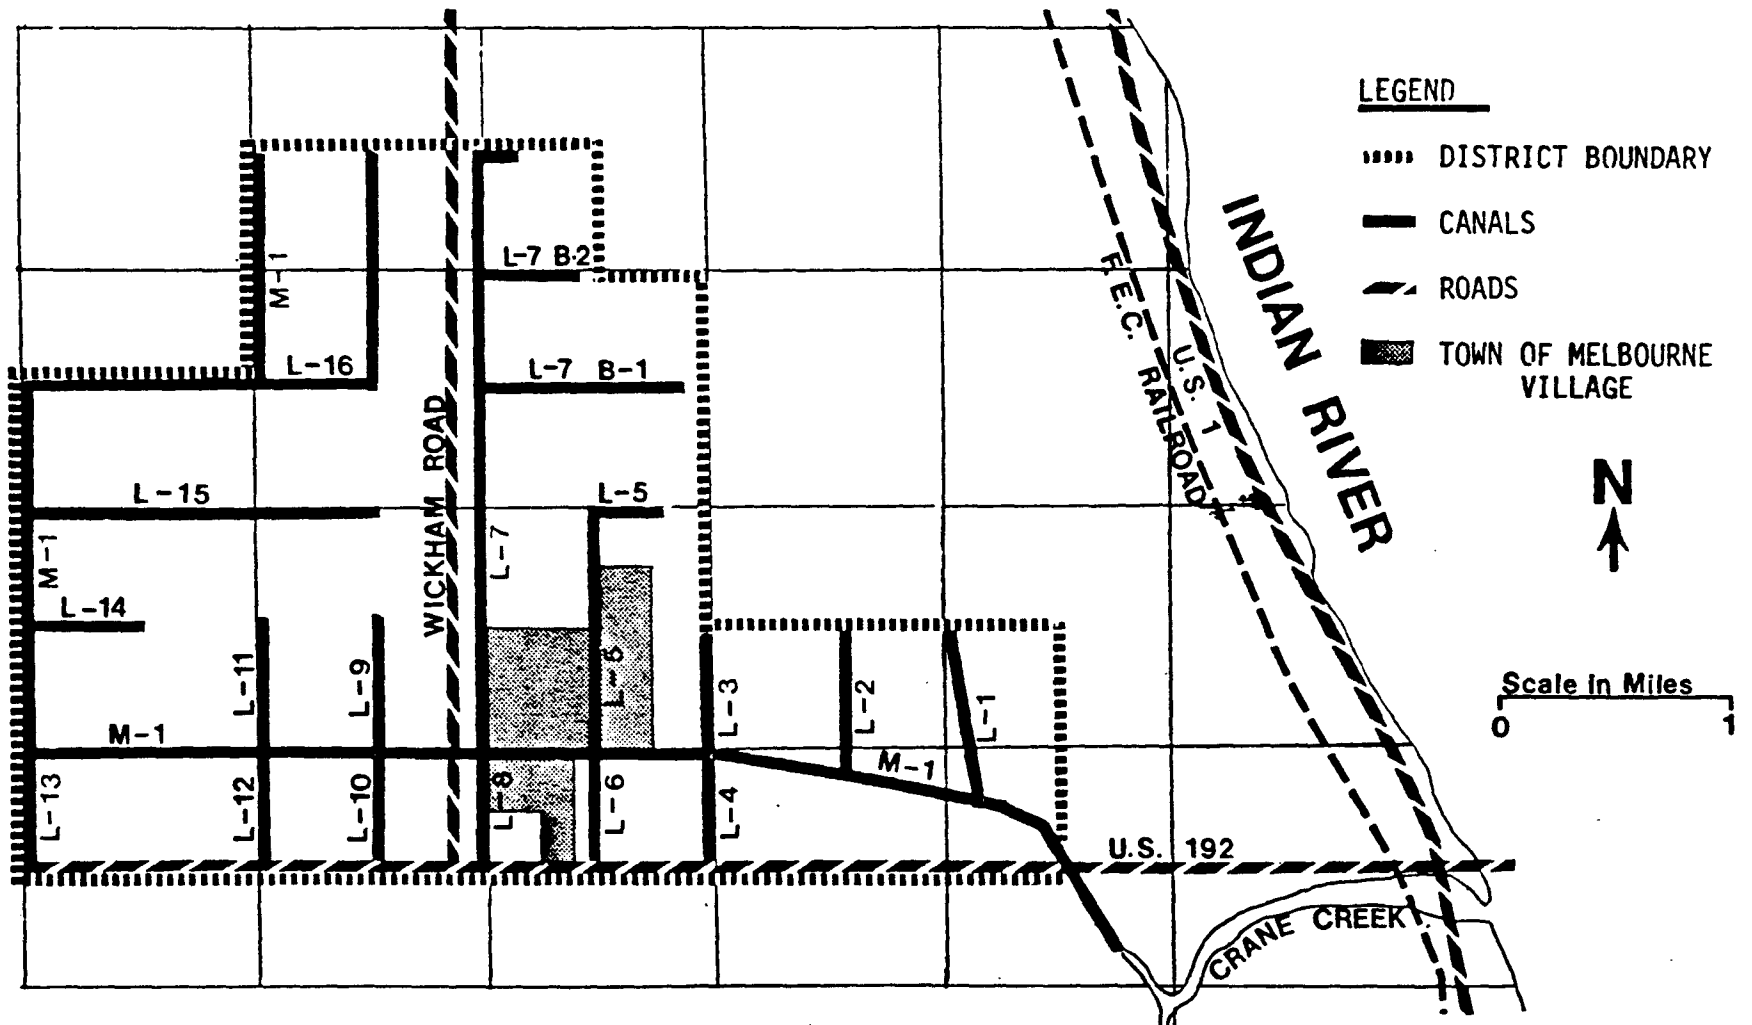 LEGEND
DISTRICT BOUNDARY
CANALS
ROADS
TOWN OF MELBOURNE
VILLAGE
N
Scale in Miles
0 1
INDIAN RIVER
F.E.C. RAILROAD
U.S. 1
WICKHAM ROAD
L-7 B-2
M-1
L-16
L-7 B-1
L-15
L-5
M-1
L-7
L-14
L-11
L-9
L-5
L-3
L-2
L-1
M-1
M-1
L-13
L-12
L-10
L-8
L-6
L-4
U.S. 192
CRANE CREEK